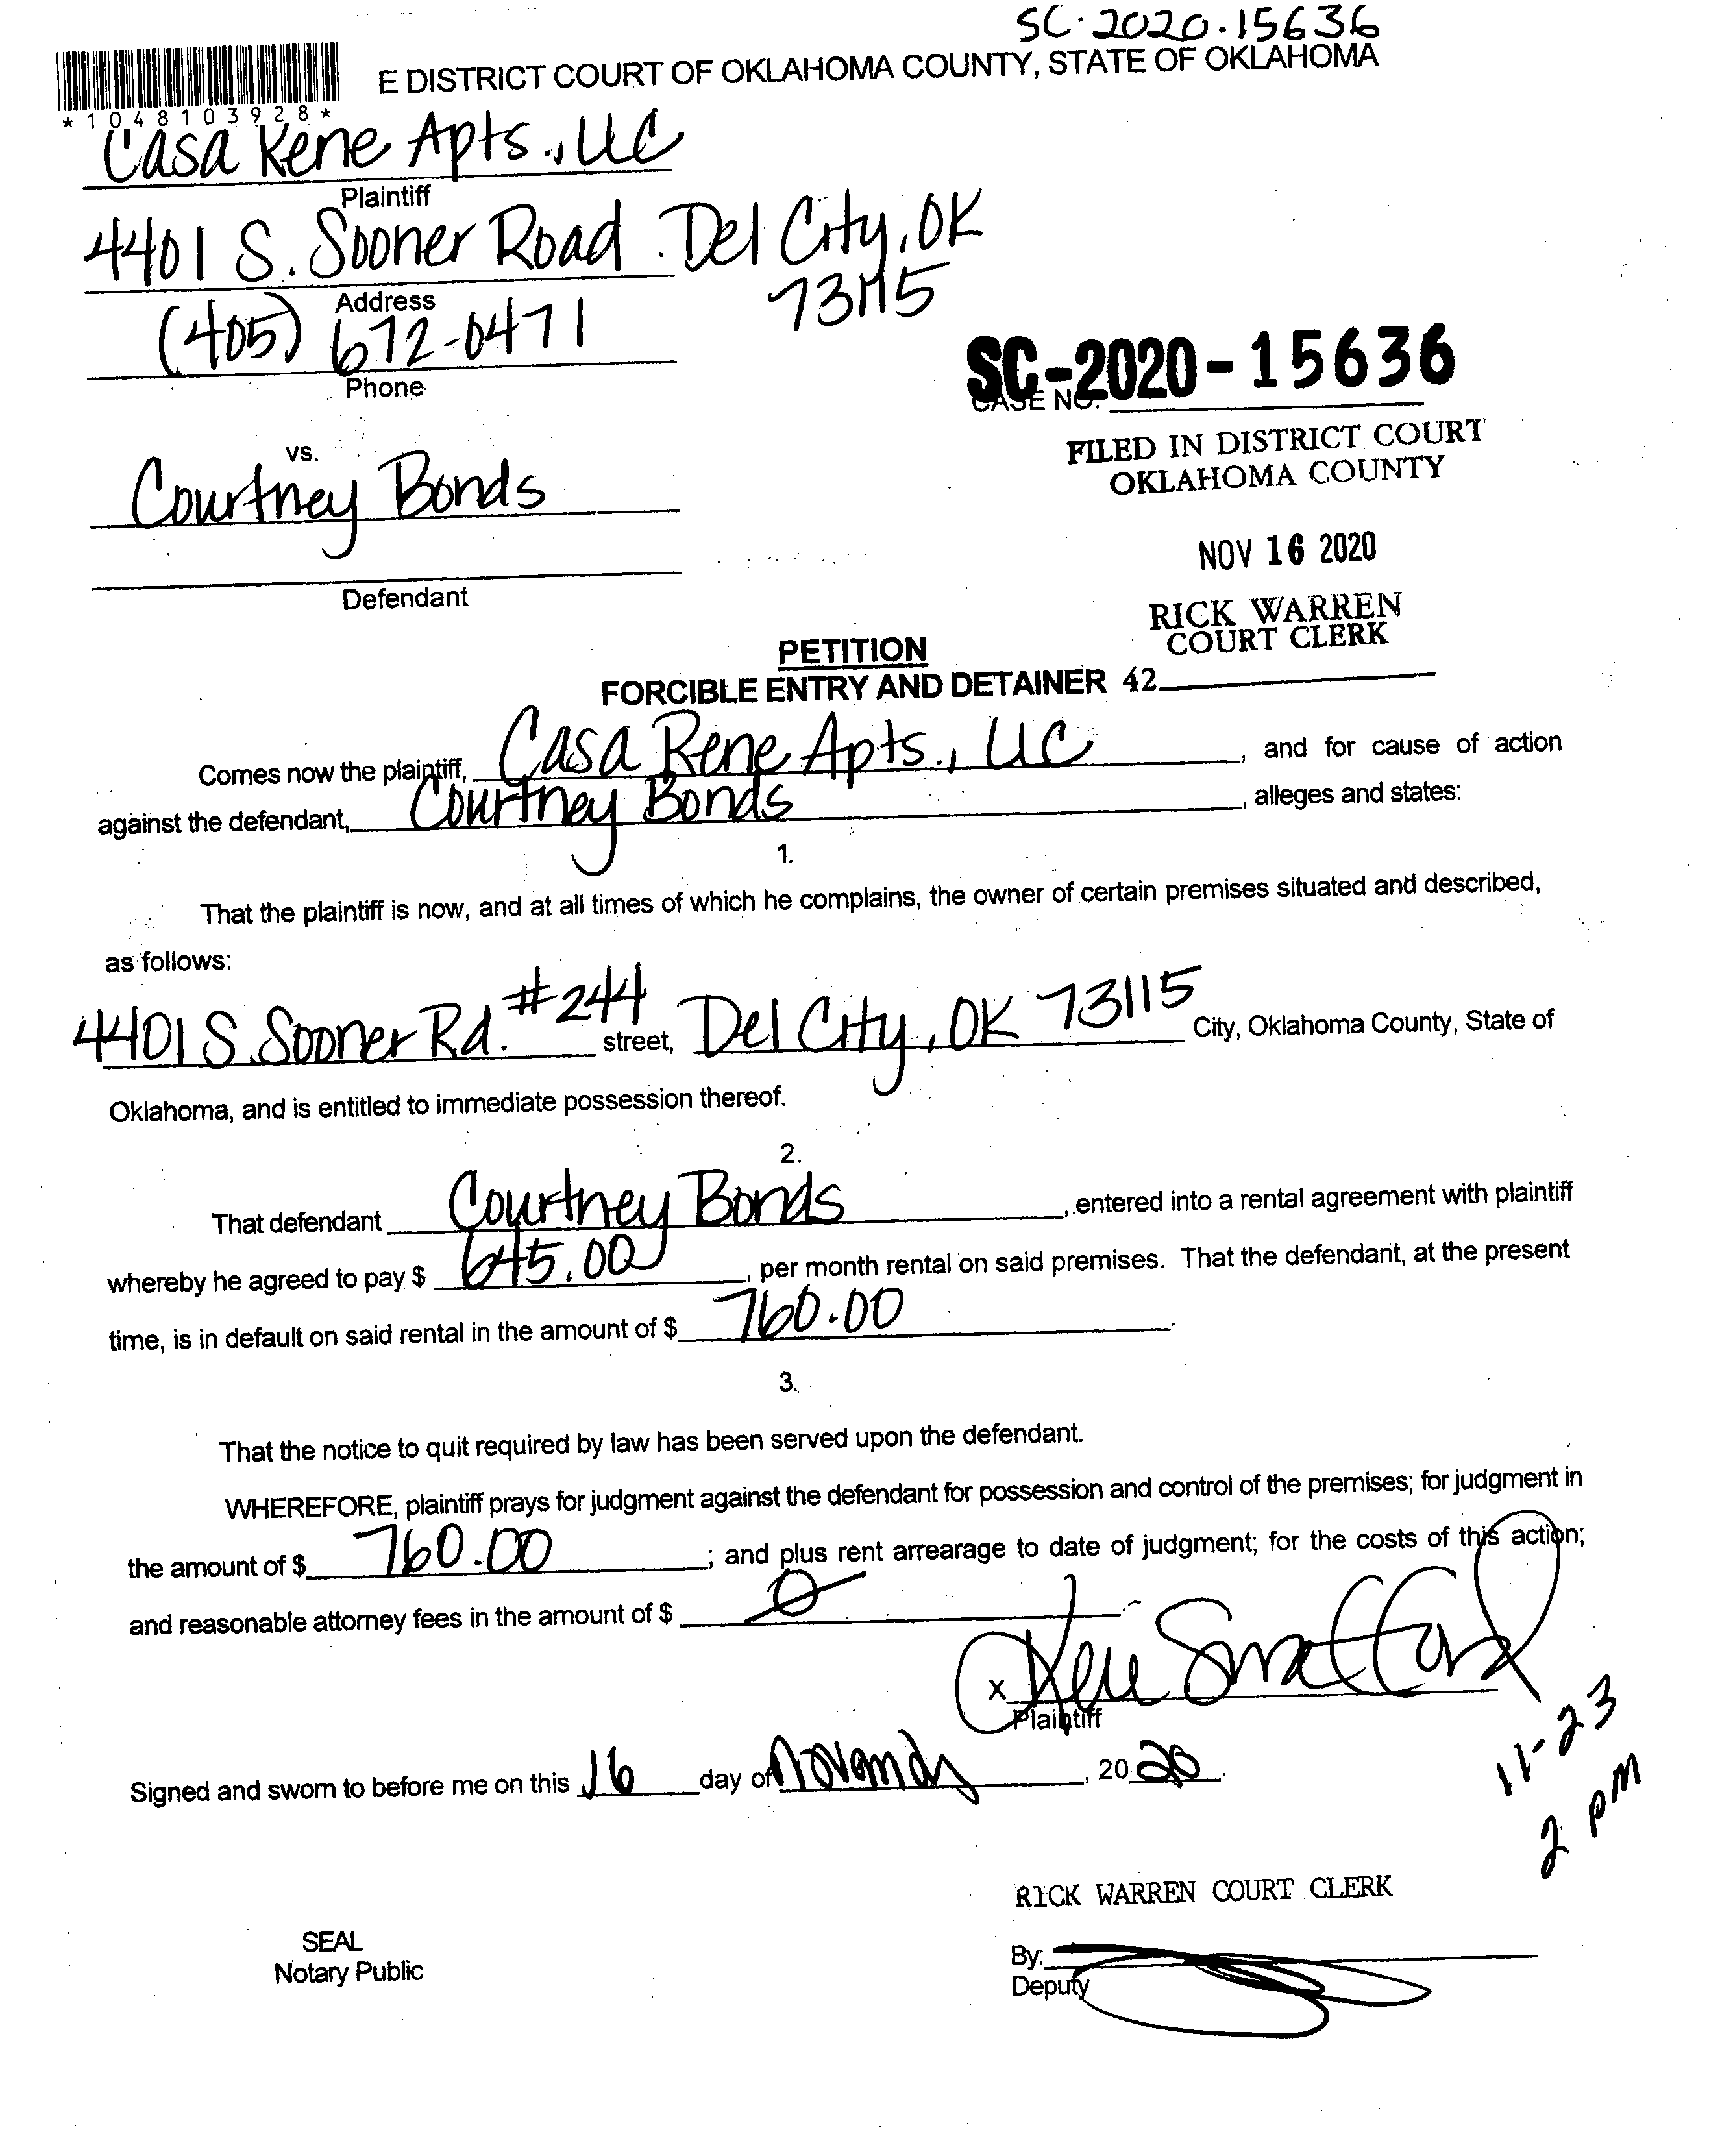 SC-2020-15636
E DISTRICT COURT OF OKLAHOMA COUNTY, STATE OF OKLAHOMA
*1048103928*
Casa Rene Apts., LLC
Plaintiff
4401 S. Sooner Road Del City, OK
73115
Address
(405) 672-0471
Phone
SC-2020-15636
CASE NO.
FILED IN DISTRICT COURT
OKLAHOMA COUNTY
vs.
Courtney Bonds
NOV 16 2020
Defendant
RICK WARREN
COURT CLERK
PETITION
FORCIBLE ENTRY AND DETAINER 42
Comes now the plaintiff, Casa Rene Apts., LLC, and for cause of action
against the defendant, Courtney Bonds, alleges and states:
1.
That the plaintiff is now, and at all times of which he complains, the owner of certain premises situated and described,
as follows:
4401 S. Sooner Rd. #244 street, Del City, OK 73115 City, Oklahoma County, State of
Oklahoma, and is entitled to immediate possession thereof.
2.
That defendant Courtney Bonds, entered into a rental agreement with plaintiff
whereby he agreed to pay $ 645.00, per month rental on said premises. That the defendant, at the present
time, is in default on said rental in the amount of $ 760.00.
3.
That the notice to quit required by law has been served upon the defendant.
WHEREFORE, plaintiff prays for judgment against the defendant for possession and control of the premises; for judgment in
the amount of $ 760.00; and plus rent arrearage to date of judgment; for the costs of this action;
and reasonable attorney fees in the amount of $ 0.
X
Plaintiff
11-23
2 pm
Signed and sworn to before me on this 16 day of, 2020.
RICK WARREN COURT CLERK
SEAL
Notary Public
By:
Deputy